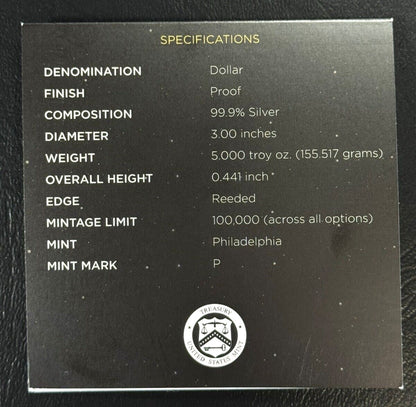 SPECIFICATIONS
DENOMINATION Dollar
FINISH Proof
COMPOSITION 99.9% Silver
DIAMETER 3.00 inches
WEIGHT 5.000 troy oz. (155.517 grams)
OVERALL HEIGHT 0.441 inch
EDGE Reeded
MINTAGE LIMIT 100,000 (across all options)
MINT Philadelphia
MINT MARK P
TREASURY
UNITED STATES MINT